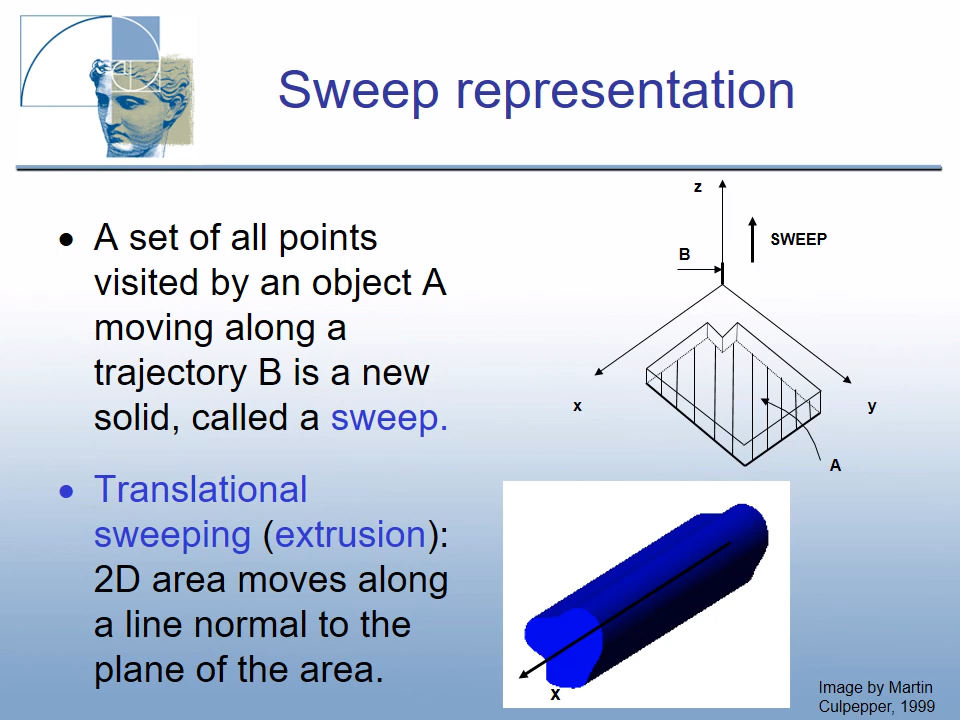 Sweep representation
• A set of all points
visited by an object A
moving along a
trajectory B is a new
solid, called a sweep.
• Translational
sweeping (extrusion):
2D area moves along
a line normal to the
plane of the area.
z
SWEEP
B
x
y
A
x
Image by Martin
Culpepper, 1999